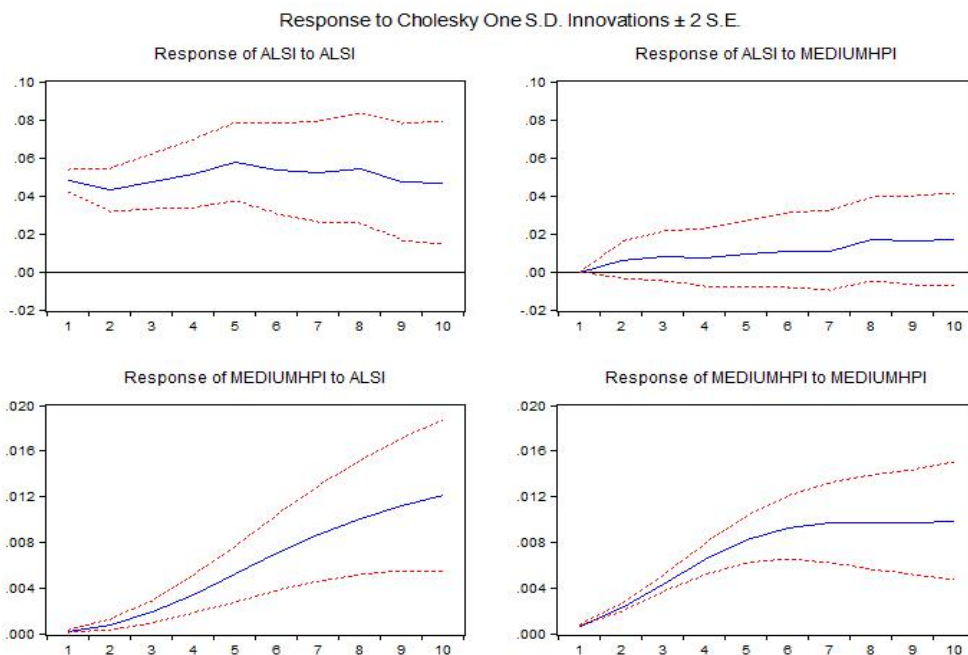 Response to Cholesky One S.D. Innovations ± 2 S.E.
Response of ALSI to ALSI
.10
.08
.06
.04
.02
.00
-.02
1 2 3 4 5 6 7 8 9 10
Response of ALSI to MEDIUMHPI
.10
.08
.06
.04
.02
.00
-.02
1 2 3 4 5 6 7 8 9 10
Response of MEDIUMHPI to ALSI
.020
.016
.012
.008
.004
.000
1 2 3 4 5 6 7 8 9 10
Response of MEDIUMHPI to MEDIUMHPI
.020
.016
.012
.008
.004
.000
1 2 3 4 5 6 7 8 9 10